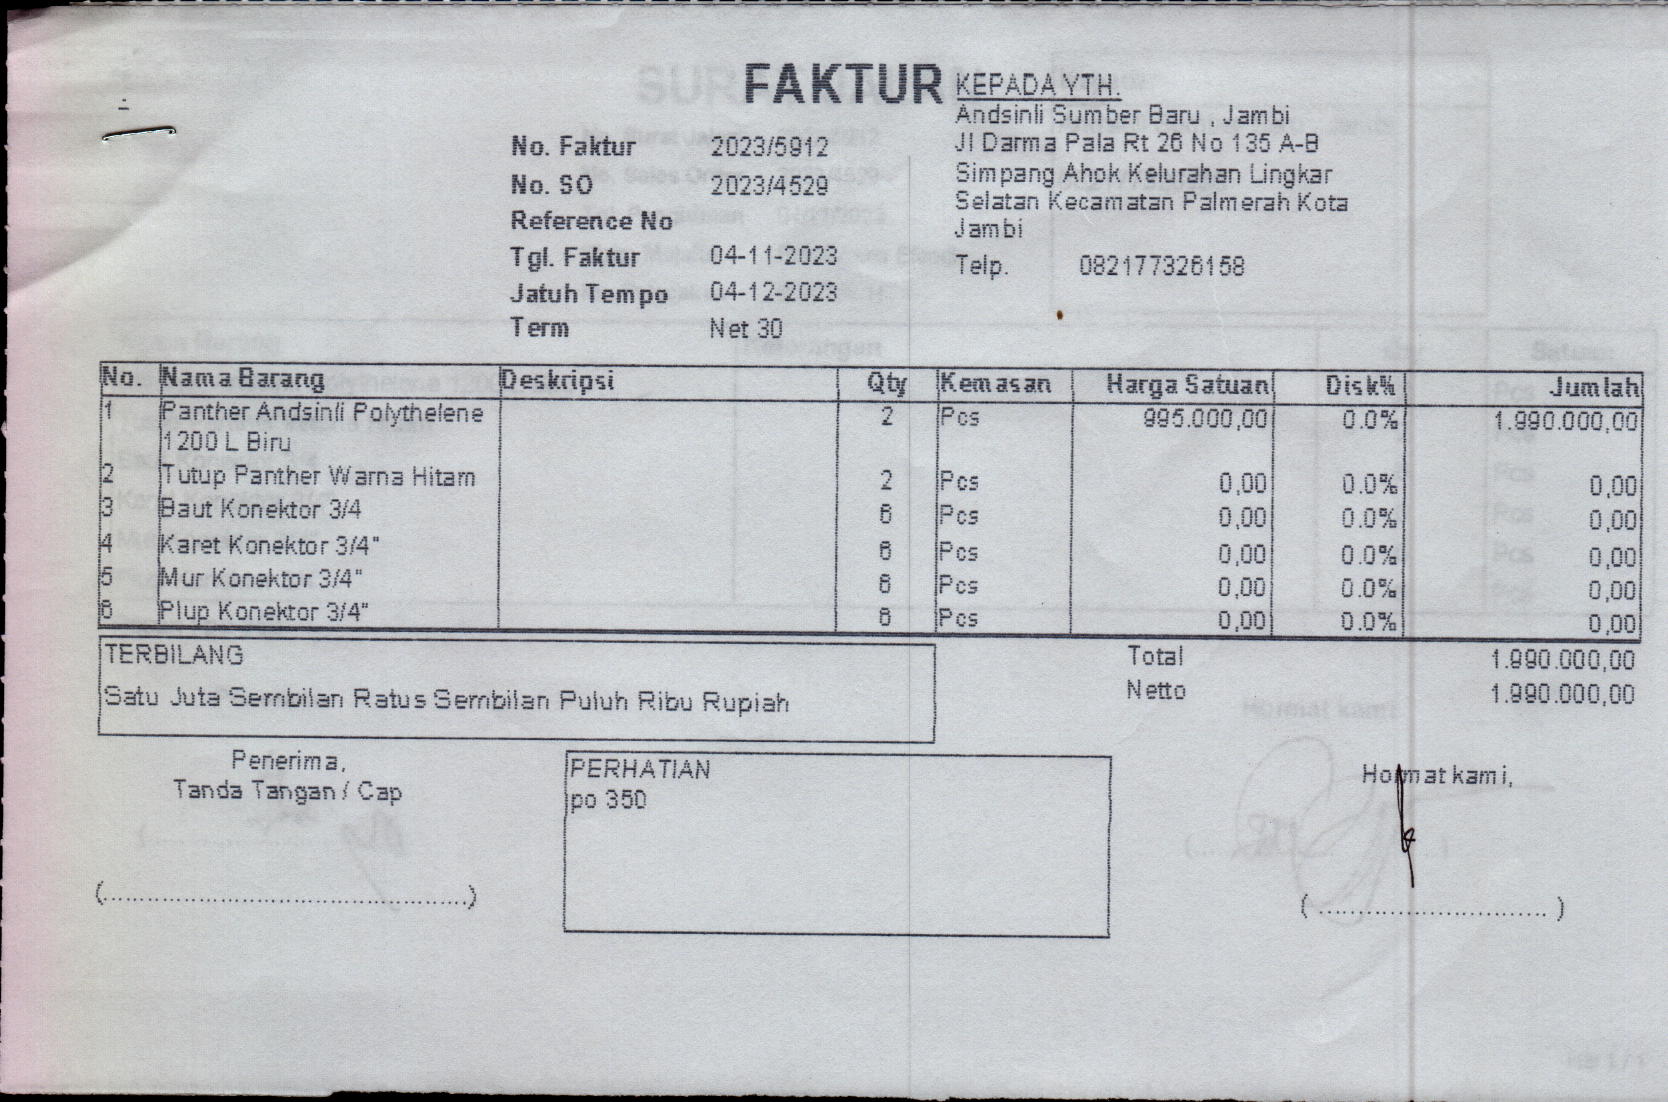 FAKTUR
KEPADA YTH.
Andsinli Sumber Baru , Jambi
Jl Darma Pala Rt 26 No 135 A-B
Simpang Ahok Kelurahan Lingkar
Selatan Kecamatan Palmerah Kota
Jambi
Telp. 082177326158
No. Faktur 2023/5912
No. SO 2023/4529
Reference No
Tgl. Faktur 04-11-2023
Jatuh Tempo 04-12-2023
Term Net 30
No. Nama Barang Deskripsi Qty Kemasan Harga Satuan Disk% Jumlah
1 Panther Andsinli Polythelene 2 Pcs 995.000,00 0.0% 1.990.000,00
1200 L Biru
2 Tutup Panther Warna Hitam 2 Pcs 0,00 0.0% 0,00
3 Baut Konektor 3/4 6 Pcs 0,00 0.0% 0,00
4 Karet Konektor 3/4" 6 Pcs 0,00 0.0% 0,00
5 Mur Konektor 3/4" 6 Pcs 0,00 0.0% 0,00
6 Plup Konektor 3/4" 6 Pcs 0,00 0.0% 0,00
TERBILANG
Satu Juta Sembilan Ratus Sembilan Puluh Ribu Rupiah
Total 1.990.000,00
Netto 1.990.000,00
Penerima,
Tanda Tangan / Cap
(...............................................)
PERHATIAN
po 350
Hormat kami,
( ............................. )